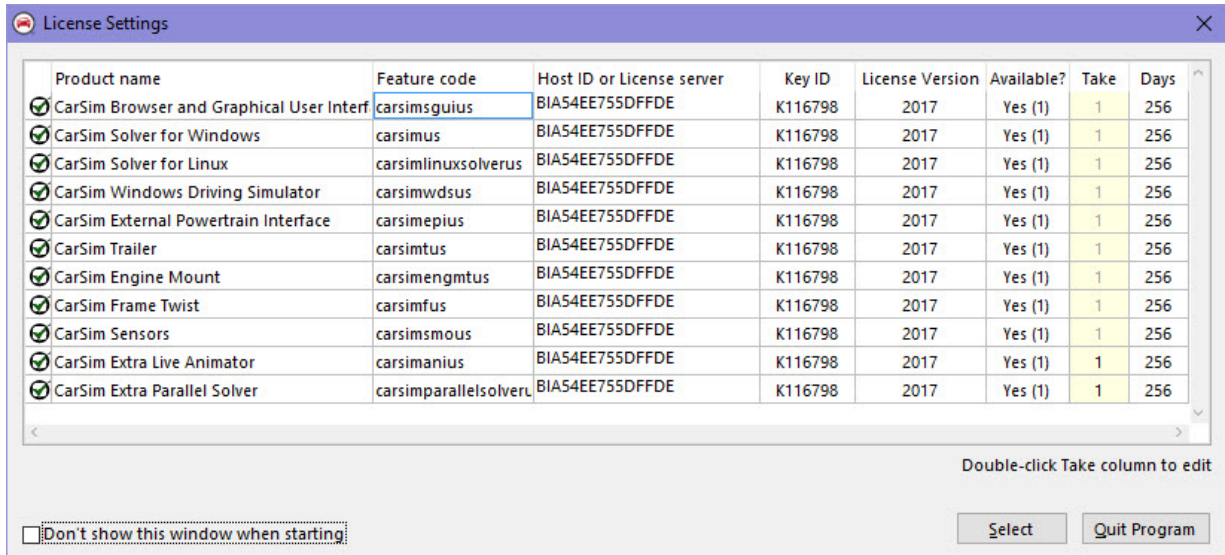 License Settings
Product name Feature code Host ID or License server Key ID License Version Available? Take Days
CarSim Browser and Graphical User Interf carsimsguius BIA54EE755DFFDE K116798 2017 Yes (1) 1 256
CarSim Solver for Windows carsimus BIA54EE755DFFDE K116798 2017 Yes (1) 1 256
CarSim Solver for Linux carsimlinuxsolverus BIA54EE755DFFDE K116798 2017 Yes (1) 1 256
CarSim Windows Driving Simulator carsimwdsus BIA54EE755DFFDE K116798 2017 Yes (1) 1 256
CarSim External Powertrain Interface carsimepius BIA54EE755DFFDE K116798 2017 Yes (1) 1 256
CarSim Trailer carsimtus BIA54EE755DFFDE K116798 2017 Yes (1) 1 256
CarSim Engine Mount carsimengmtus BIA54EE755DFFDE K116798 2017 Yes (1) 1 256
CarSim Frame Twist carsimfus BIA54EE755DFFDE K116798 2017 Yes (1) 1 256
CarSim Sensors carsimsmous BIA54EE755DFFDE K116798 2017 Yes (1) 1 256
CarSim Extra Live Animator carsimanius BIA54EE755DFFDE K116798 2017 Yes (1) 1 256
CarSim Extra Parallel Solver carsimparallelsolveru BIA54EE755DFFDE K116798 2017 Yes (1) 1 256
Double-click Take column to edit
Don't show this window when starting Select Quit Program